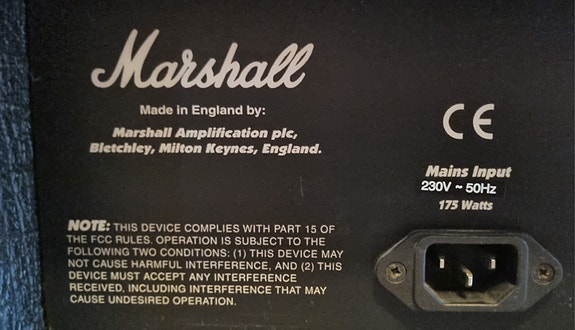 Marshall
Made in England by:
Marshall Amplification plc,
Bletchley, Milton Keynes, England.
CE
Mains Input
230V ~ 50Hz
175 Watts
NOTE: THIS DEVICE COMPLIES WITH PART 15 OF
THE FCC RULES. OPERATION IS SUBJECT TO THE
FOLLOWING TWO CONDITIONS: (1) THIS DEVICE MAY
NOT CAUSE HARMFUL INTERFERENCE, AND (2) THIS
DEVICE MUST ACCEPT ANY INTERFERENCE
RECEIVED, INCLUDING INTERFERENCE THAT MAY
CAUSE UNDESIRED OPERATION.